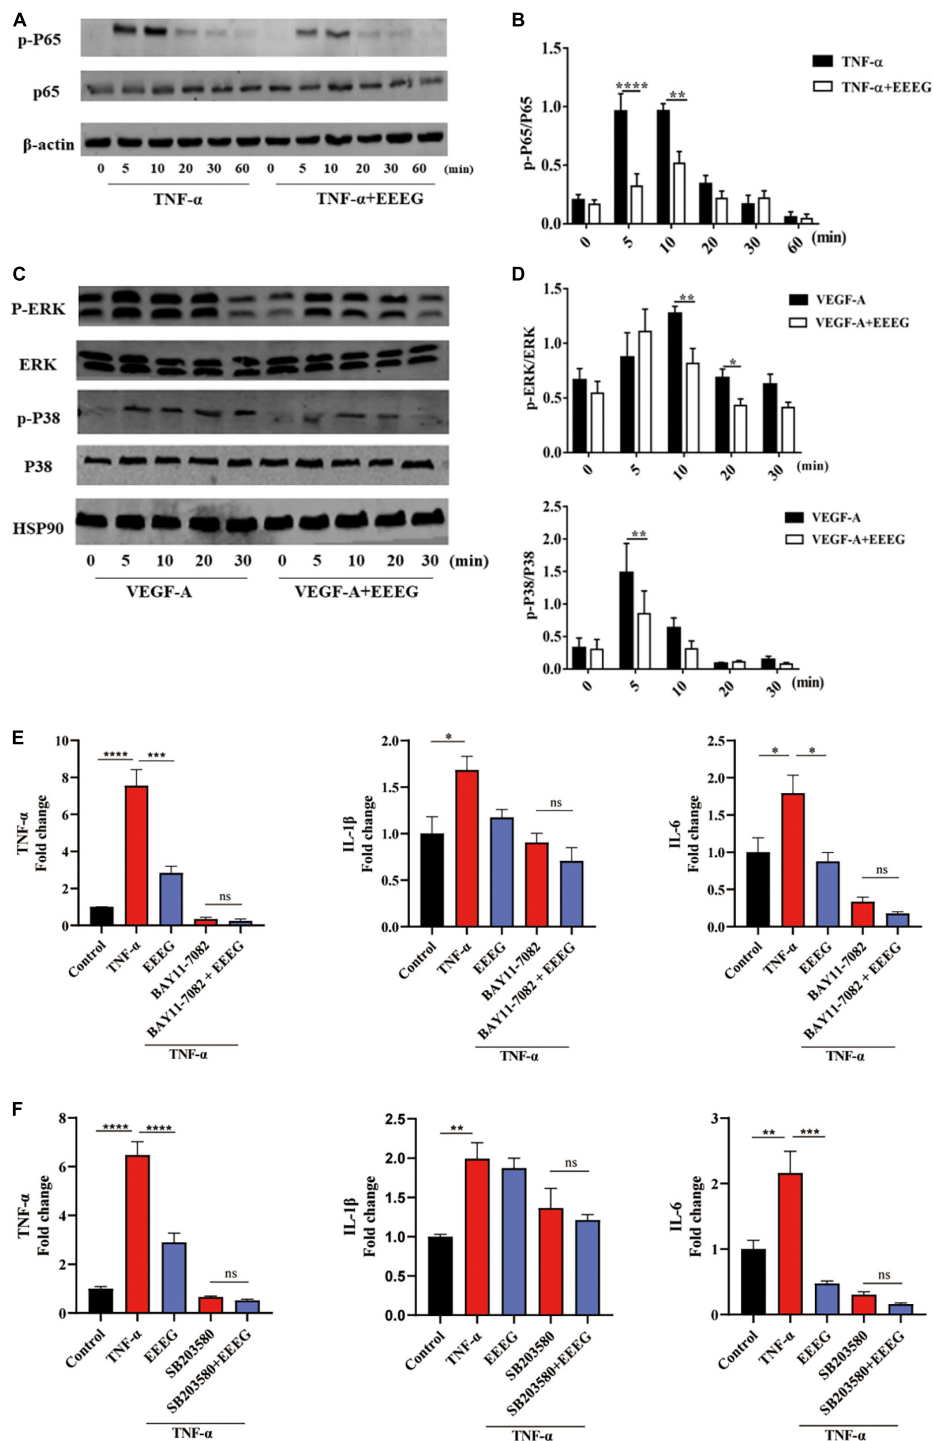 A
p-P65
p65
β-actin
0 5 10 20 30 60 0 5 10 20 30 60 (min)
TNF-α TNF-α+EEEG
B
TNF-α
TNF-α+EEEG
p-P65/P65
1.5
1.0
0.5
0.0
**** **
0 5 10 20 30 60 (min)
C
P-ERK
ERK
p-P38
P38
HSP90
0 5 10 20 30 0 5 10 20 30 (min)
VEGF-A VEGF-A+EEEG
D
VEGF-A
VEGF-A+EEEG
p-ERK/ERK
1.5
1.0
0.5
0.0
** *
0 5 10 20 30 (min)
VEGF-A
VEGF-A+EEEG
p-P38/P38
2.5
2.0
1.5
1.0
0.5
0.0
**
0 5 10 20 30 (min)
E
TNF-α
Fold change
10
8
6
4
2
0
**** *** ns
Control TNF-α EEEG BAY11-7082 BAY11-7082 + EEEG
TNF-α
IL-1β
Fold change
2.0
1.5
1.0
0.5
0.0
* ns
Control TNF-α EEEG BAY11-7082 BAY11-7082 + EEEG
TNF-α
IL-6
Fold change
2.5
2.0
1.5
1.0
0.5
0.0
* * ns
Control TNF-α EEEG BAY11-7082 BAY11-7082 + EEEG
TNF-α
F
TNF-α
Fold change
8
6
4
2
0
**** **** ns
Control TNF-α EEEG SB203580 SB203580+EEEG
TNF-α
IL-1β
Fold change
2.5
2.0
1.5
1.0
0.5
0.0
** ns
Control TNF-α EEEG SB203580 SB203580+EEEG
TNF-α
IL-6
Fold change
3
2
1
0
** *** ns
Control TNF-α EEEG SB203580 SB203580+EEEG
TNF-α